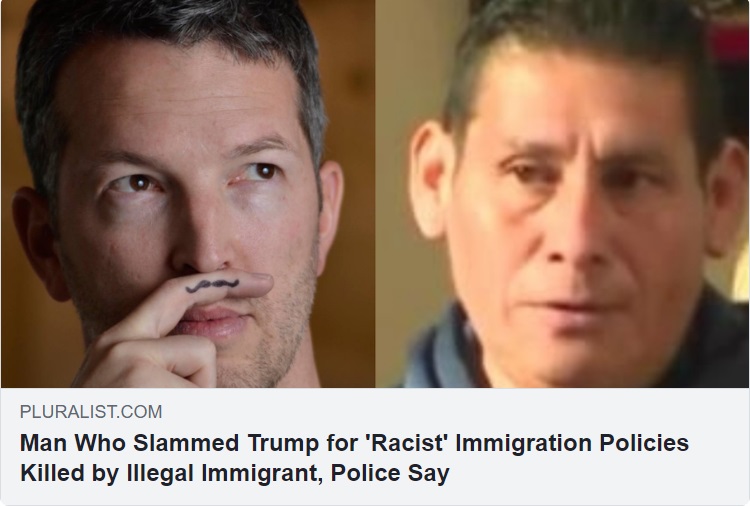 PLURALIST.COM
Man Who Slammed Trump for 'Racist' Immigration Policies
Killed by Illegal Immigrant, Police Say